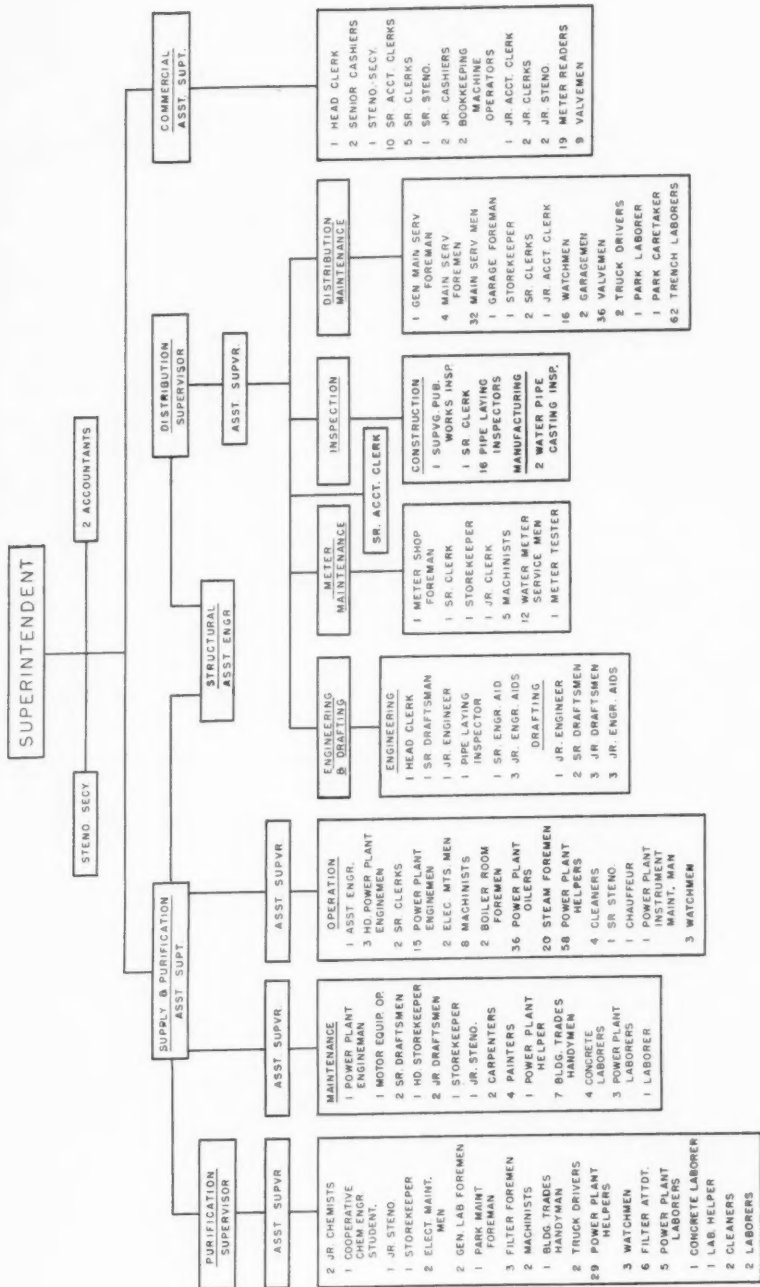 SUPERINTENDENT
STENO. SECY.
2 ACCOUNTANTS
SUPPLY & PURIFICATION
ASST SUPT.
STRUCTURAL
ASST ENGR
DISTRIBUTION
SUPERVISOR
COMMERCIAL
ASST. SUPT.
PURIFICATION
SUPERVISOR
ASST SUPVR.
2 JR. CHEMISTS
1 COOPERATIVE
CHEM ENGR.
STUDENT.
1 JR STENO
1 STOREKEEPER
2 ELECT MAINT.
MEN
2 GEN LAB FOREMEN
1 PARK MAINT
FOREMAN
3 FILTER FOREMEN
2 MACHINISTS
1 BLDG. TRADES
HANDYMAN
2 TRUCK DRIVERS
29 POWER PLANT
HELPERS
3 WATCHMEN
6 FILTER ATTDT.
5 POWER PLANT
LABORERS
1 CONCRETE LABORER
1 LAB. HELPER
2 CLEANERS
2 LABORERS
ASST SUPVR.
MAINTENANCE
1 POWER PLANT
ENGINEMAN
1 MOTOR EQUIP. OP.
2 SR. DRAFTSMEN
1 HD. STOREKEEPER
2 JR DRAFTSMEN
1 STOREKEEPER
1 JR. STENO.
2 CARPENTERS
4 PAINTERS
1 POWER PLANT
HELPER
7 BLDG. TRADES
HANDYMEN
4 CONCRETE
LABORERS
3 POWER PLANT
LABORERS
1 LABORER
ASST SUPVR.
OPERATION
1 ASST ENGR.
3 HD. POWER PLANT
ENGINEMEN
2 SR. CLERKS
15 POWER PLANT
ENGINEMEN
2 ELEC MTS. MEN
8 MACHINISTS
2 BOILER ROOM
FOREMEN
36 POWER PLANT
OILERS
20 STEAM FOREMEN
58 POWER PLANT
HELPERS
4 CLEANERS
1 SR STENO
1 CHAUFFEUR
1 POWER PLANT
INSTRUMENT
MAINT. MAN
3 WATCHMEN
ASST SUPVR.
ENGINEERING
& DRAFTING
ENGINEERING
1 HEAD CLERK
1 SR DRAFTSMAN
1 JR. ENGINEER
1 PIPE LAYING
INSPECTOR
1 SR ENGR. AID
3 JR. ENGR. AIDS
DRAFTING
1 JR. ENGINEER
2 SR DRAFTSMEN
3 JR DRAFTSMEN
3 JR. ENGR. AIDS
METER
MAINTENANCE
1 METER SHOP
FOREMAN
1 SR. CLERK
1 STOREKEEPER
1 JR. CLERK
5 MACHINISTS
12 WATER METER
SERVICE MEN
1 METER TESTER
SR. ACCT. CLERK
INSPECTION
CONSTRUCTION
1 SUPVG. PUB.
WORKS INSP.
1 SR. CLERK
16 PIPE LAYING
INSPECTORS
MANUFACTURING
2 WATER PIPE
CASTING INSP.
DISTRIBUTION
MAINTENANCE
1 GEN MAIN SERV
FOREMAN
4 MAIN SERV
FOREMEN
32 MAIN SERV MEN
1 GARAGE FOREMAN
1 STOREKEEPER
2 SR. CLERKS
1 JR. ACCT CLERK
16 WATCHMEN
2 GARAGEMEN
36 VALVEMEN
2 TRUCK DRIVERS
1 PARK LABORER
1 PARK CARETAKER
62 TRENCH LABORERS
1 HEAD CLERK
2 SENIOR CASHIERS
1 STENO.-SECY.
10 SR ACCT. CLERKS
5 SR. CLERKS
1 SR. STENO.
2 JR. CASHIERS
2 BOOKKEEPING
MACHINE
OPERATORS
1 JR. ACCT. CLERK
2 JR. CLERKS
2 JR. STENO.
19 METER READERS
9 VALVEMEN